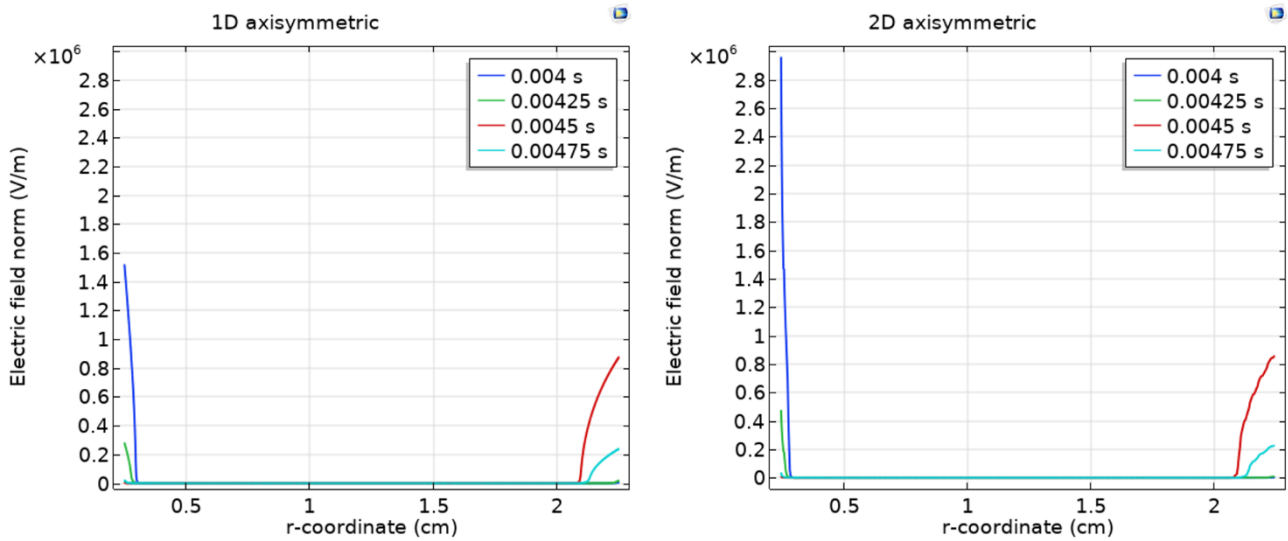 1D axisymmetric
×10⁶
Electric field norm (V/m)
2.8
2.6
2.4
2.2
2
1.8
1.6
1.4
1.2
1
0.8
0.6
0.4
0.2
0
0.004 s
0.00425 s
0.0045 s
0.00475 s
0.5
1
1.5
2
r-coordinate (cm)
2D axisymmetric
×10⁶
Electric field norm (V/m)
2.8
2.6
2.4
2.2
2
1.8
1.6
1.4
1.2
1
0.8
0.6
0.4
0.2
0
0.004 s
0.00425 s
0.0045 s
0.00475 s
0.5
1
1.5
2
r-coordinate (cm)